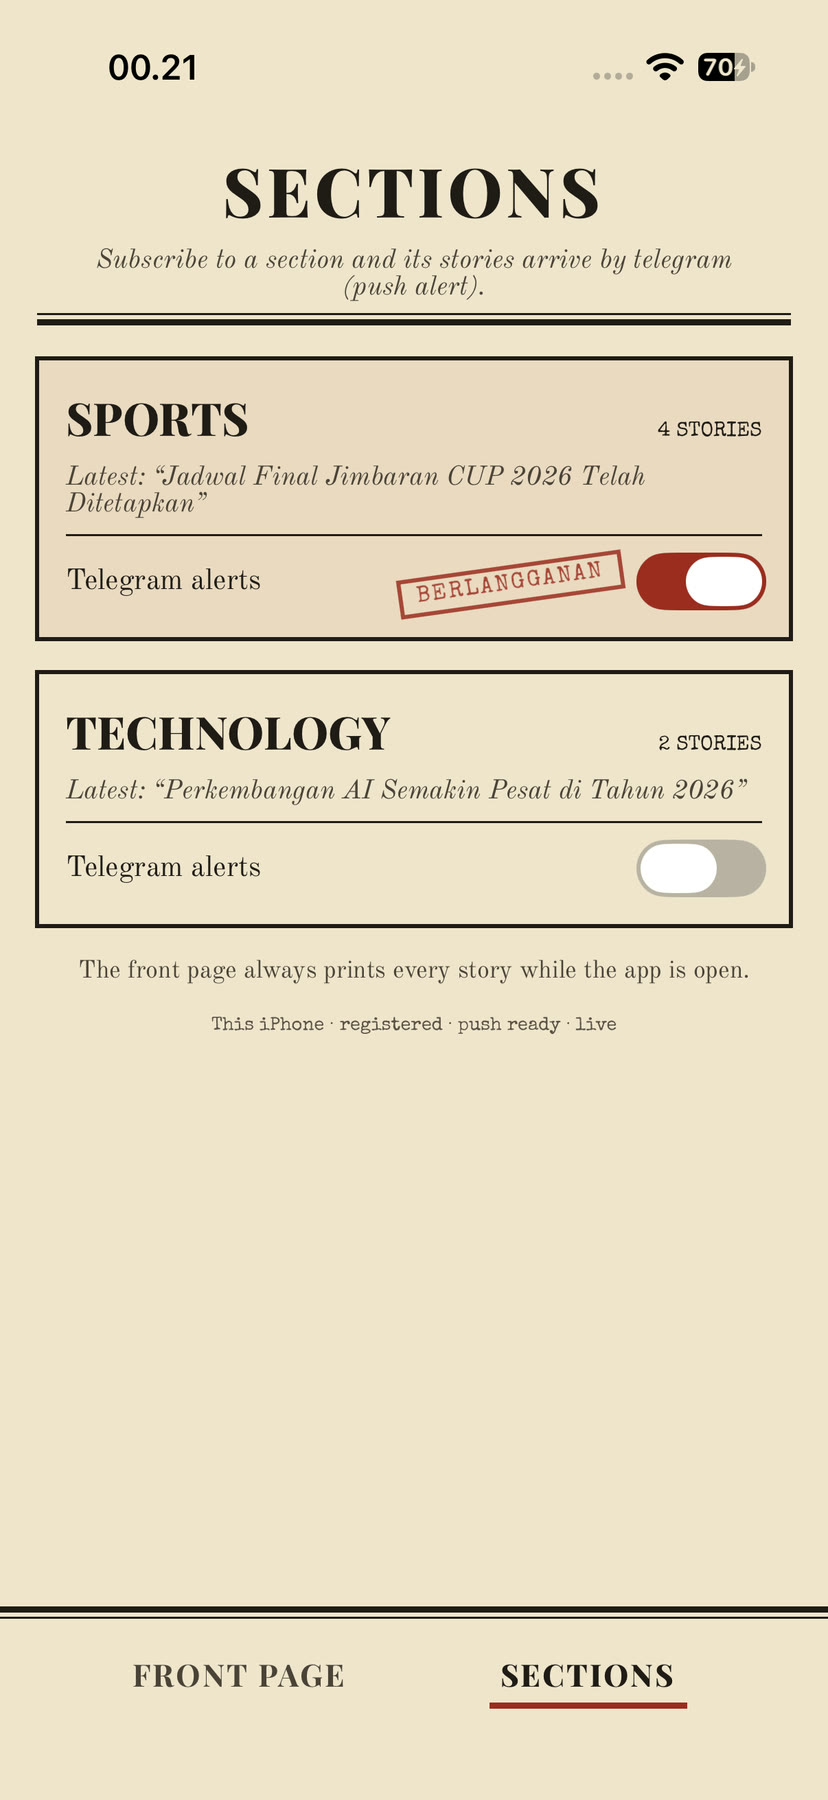 00.21
70
SECTIONS
Subscribe to a section and its stories arrive by telegram
(push alert).
SPORTS
4 STORIES
Latest: “Jadwal Final Jimbaran CUP 2026 Telah
Ditetapkan”
Telegram alerts
BERLANGGANAN
TECHNOLOGY
2 STORIES
Latest: “Perkembangan AI Semakin Pesat di Tahun 2026”
Telegram alerts
The front page always prints every story while the app is open.
This iPhone · registered · push ready · live
FRONT PAGE
SECTIONS